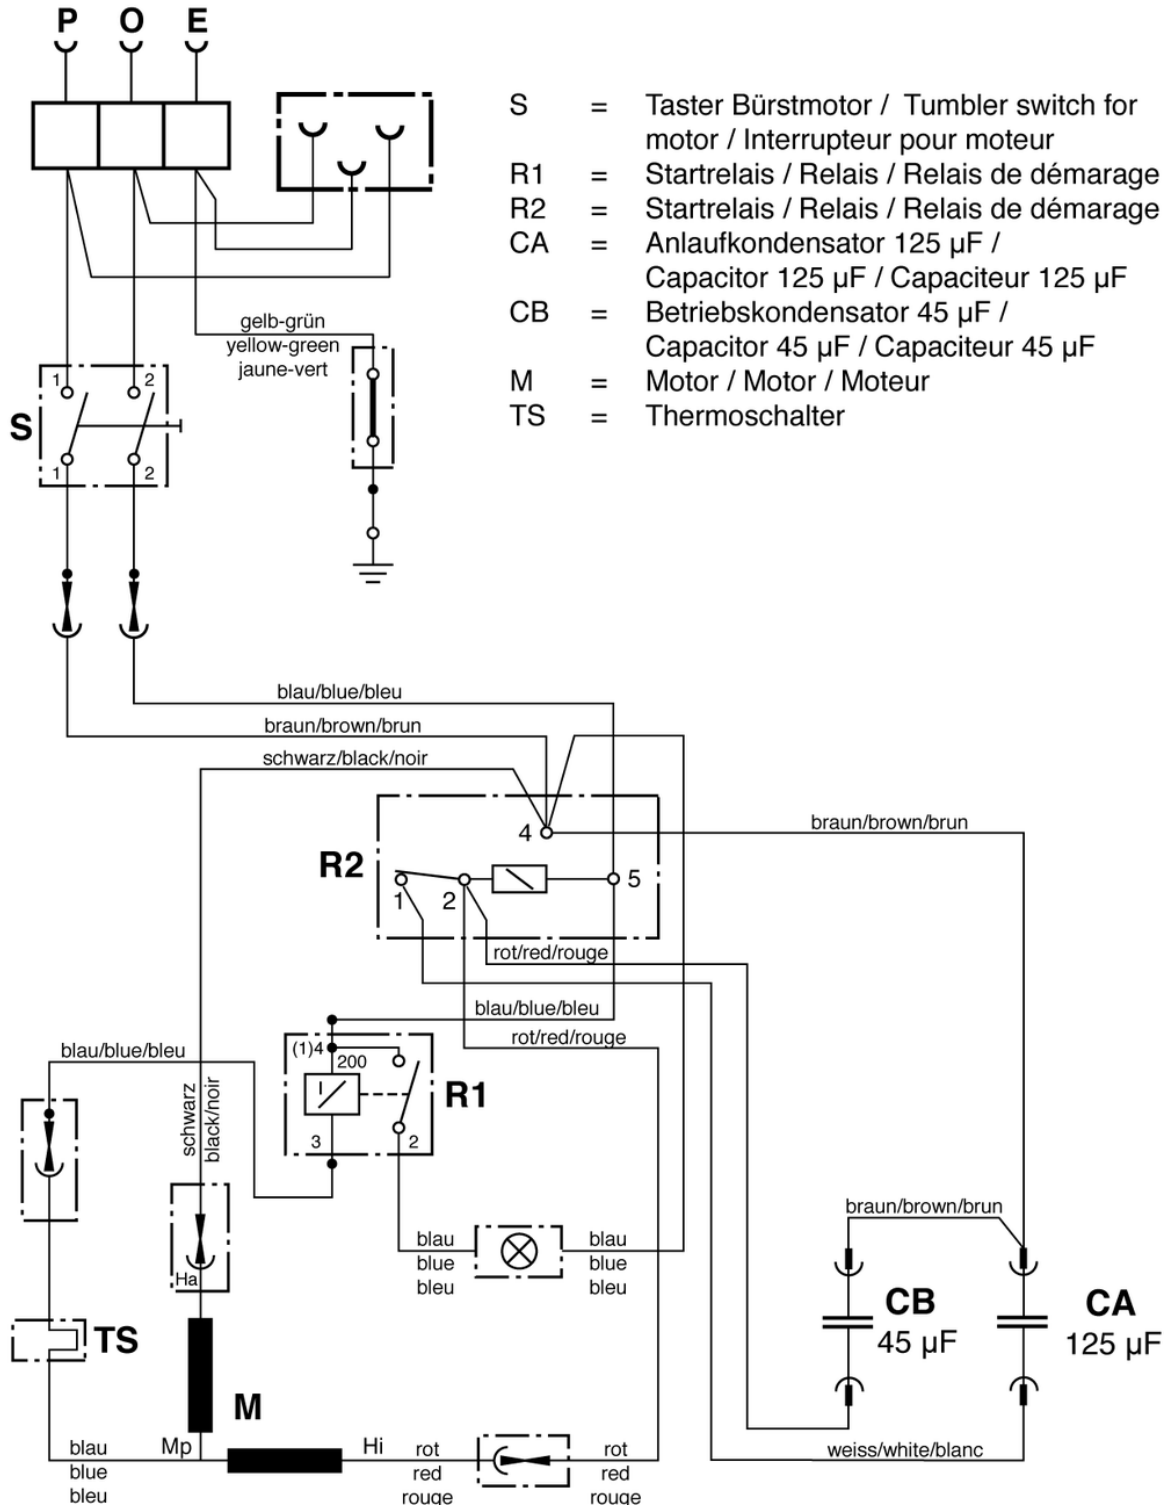 P O E
S = Taster Bürstmotor / Tumbler switch for
motor / Interrupteur pour moteur
R1 = Startrelais / Relais / Relais de démarage
R2 = Startrelais / Relais / Relais de démarage
CA = Anlaufkondensator 125 µF /
Capacitor 125 µF / Capaciteur 125 µF
CB = Betriebskondensator 45 µF /
Capacitor 45 µF / Capaciteur 45 µF
M = Motor / Motor / Moteur
TS = Thermoschalter
gelb-grün
yellow-green
jaune-vert
1 2
S
1 2
blau/blue/bleu
braun/brown/brun
schwarz/black/noir
4
braun/brown/brun
R2
5
1 2
rot/red/rouge
blau/blue/bleu
rot/red/rouge
blau/blue/bleu
(1)4
200
R1
schwarz
black/noir
3 2
braun/brown/brun
blau
blue
bleu
blau
blue
bleu
Ha
CB
45 µF
CA
125 µF
TS
M
Mp
Hi
blau
blue
bleu
rot
red
rouge
rot
red
rouge
weiss/white/blanc